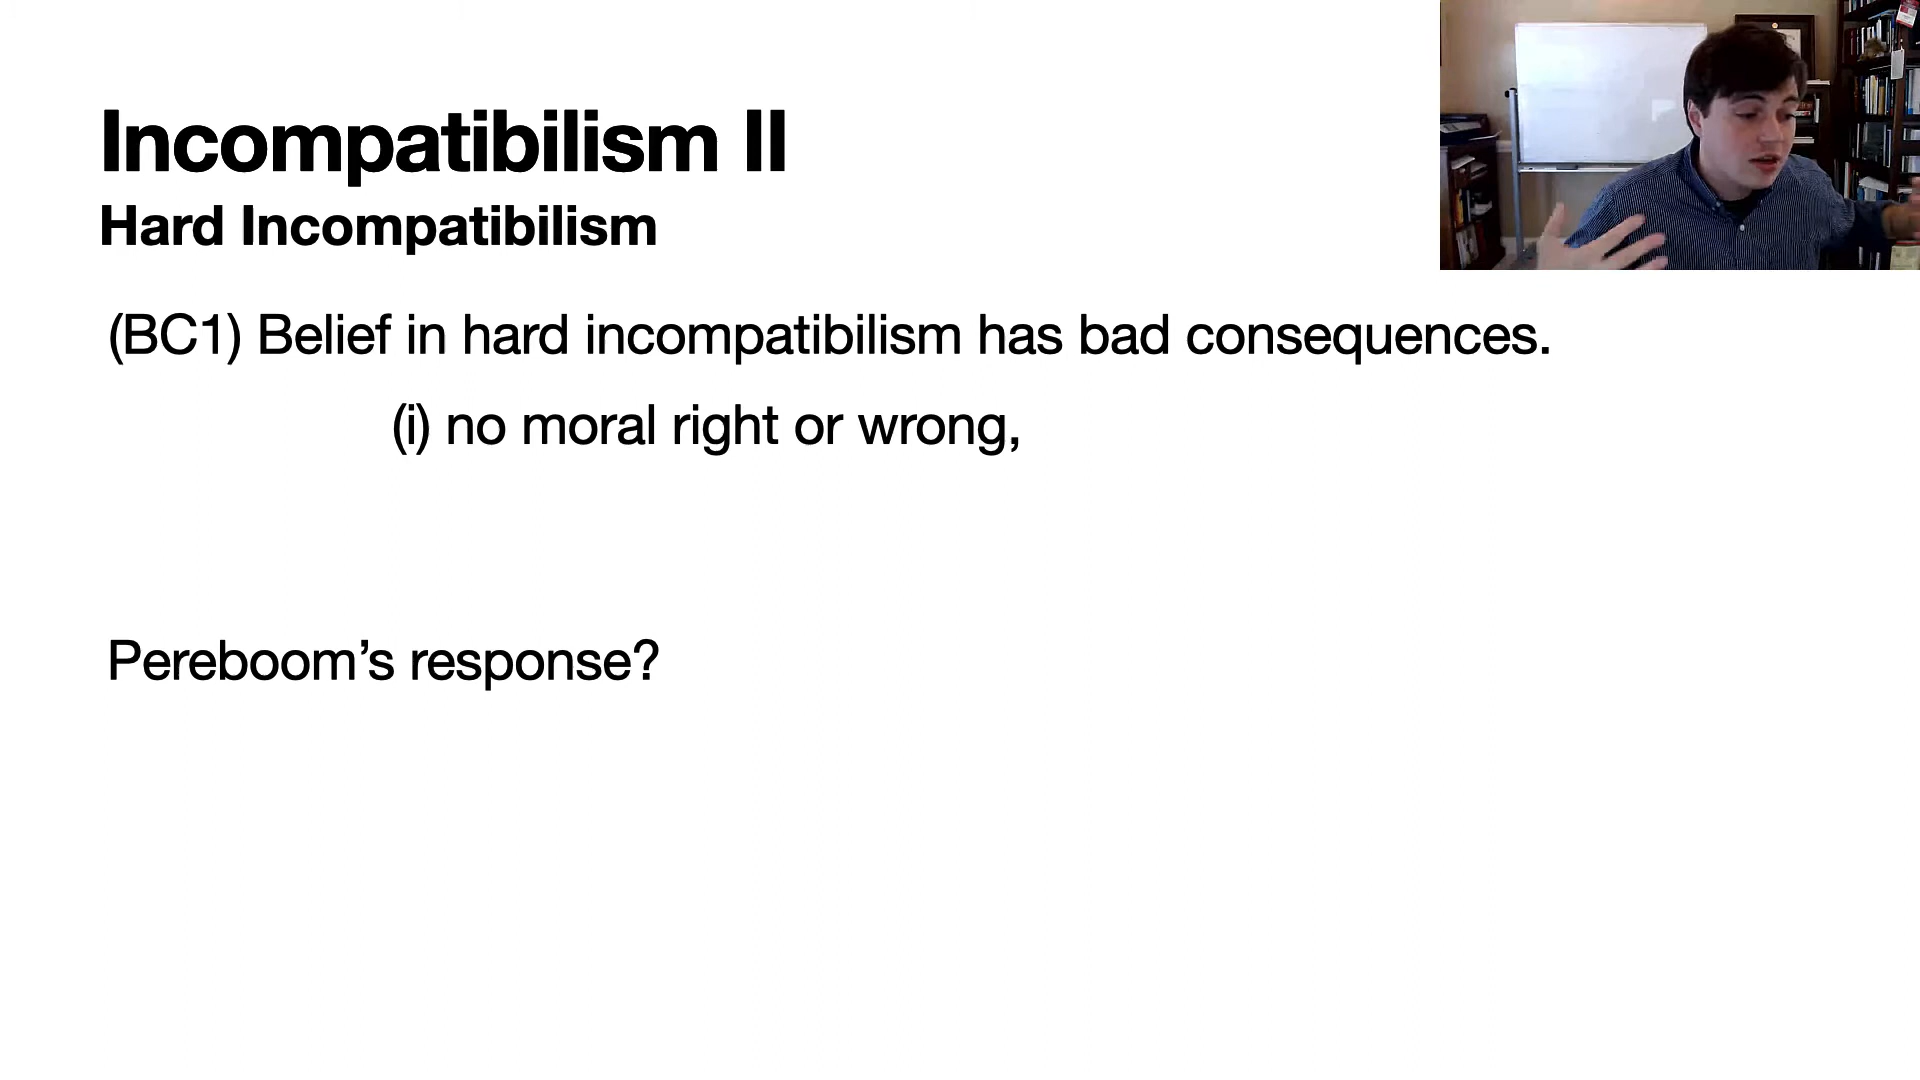 Incompatibilism II
Hard Incompatibilism
(BC1) Belief in hard incompatibilism has bad consequences.
(i) no moral right or wrong,
Pereboom’s response?